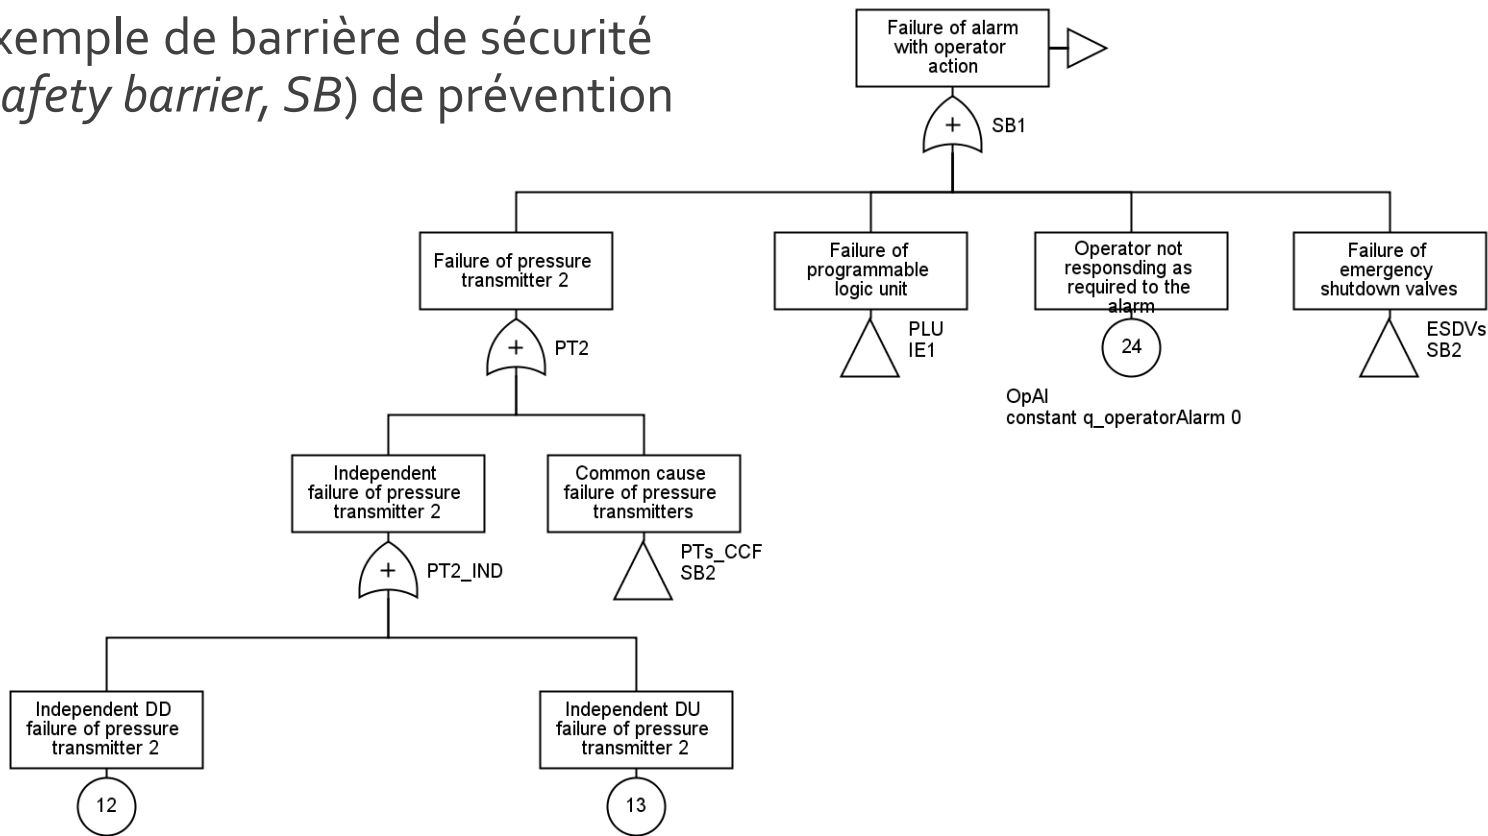 xemple de barrière de sécurité
afety barrier, SB) de prévention
Failure of alarm
with operator
action
+
SB1
Failure of pressure
transmitter 2
Failure of
programmable
logic unit
Operator not
responsding as
required to the
alarm
Failure of
emergency
shutdown valves
+
PT2
PLU
IE1
24
ESDVs
SB2
OpAl
constant q_operatorAlarm 0
Independent
failure of pressure
transmitter 2
Common cause
failure of pressure
transmitters
+
PT2_IND
PTs_CCF
SB2
Independent DD
failure of pressure
transmitter 2
Independent DU
failure of pressure
transmitter 2
12
13